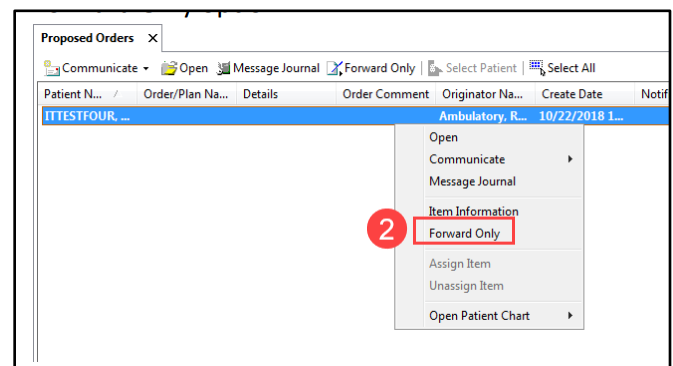 Proposed Orders X
Communicate Open Message Journal Forward Only Select Patient Select All
Patient N... Order/Plan Na... Details Order Comment Originator Na... Create Date Notif
ITTESTFOUR, ... Ambulatory, R... 10/22/2018 1...
Open
Communicate
Message Journal
Item Information
2 Forward Only
Assign Item
Unassign Item
Open Patient Chart